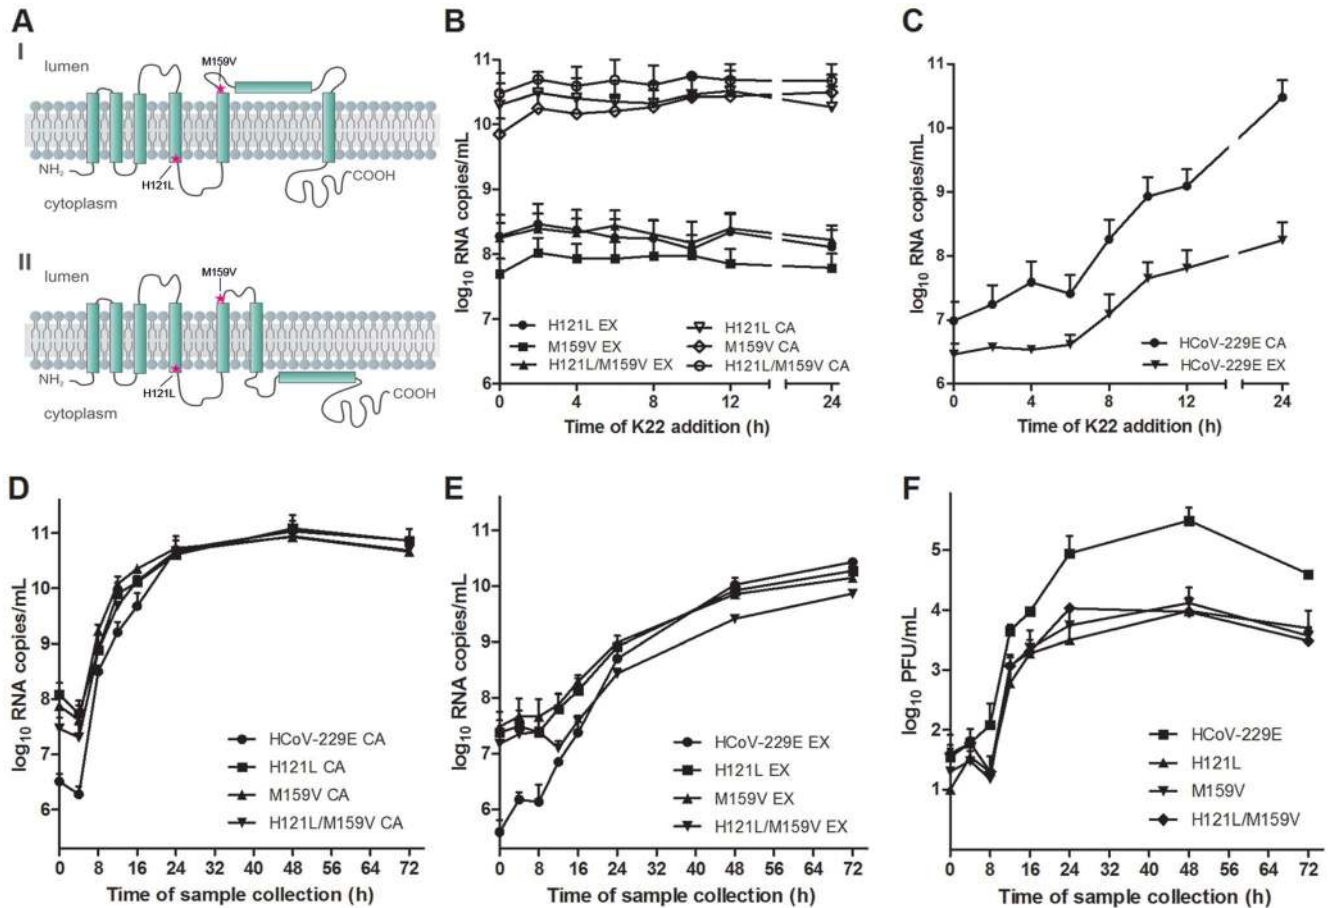 A
I
lumen
M159V
NH2
H121L
COOH
cytoplasm
II
lumen
M159V
NH2
H121L
COOH
cytoplasm
B
log10 RNA copies/mL
11
10
9
8
7
6
H121L EX
M159V EX
H121L/M159V EX
H121L CA
M159V CA
H121L/M159V CA
0 4 8 12 24
Time of K22 addition (h)
C
log10 RNA copies/mL
11
10
9
8
7
6
HCoV-229E CA
HCoV-229E EX
0 4 8 12 24
Time of K22 addition (h)
D
log10 RNA copies/mL
11
10
9
8
7
6
HCoV-229E CA
H121L CA
M159V CA
H121L/M159V CA
0 8 16 24 32 40 48 56 64 72
Time of sample collection (h)
E
log10 RNA copies/mL
11
10
9
8
7
6
HCoV-229E EX
H121L EX
M159V EX
H121L/M159V EX
0 8 16 24 32 40 48 56 64 72
Time of sample collection (h)
F
log10 PFU/mL
5
4
3
2
1
HCoV-229E
H121L
M159V
H121L/M159V
0 8 16 24 32 40 48 56 64 72
Time of sample collection (h)